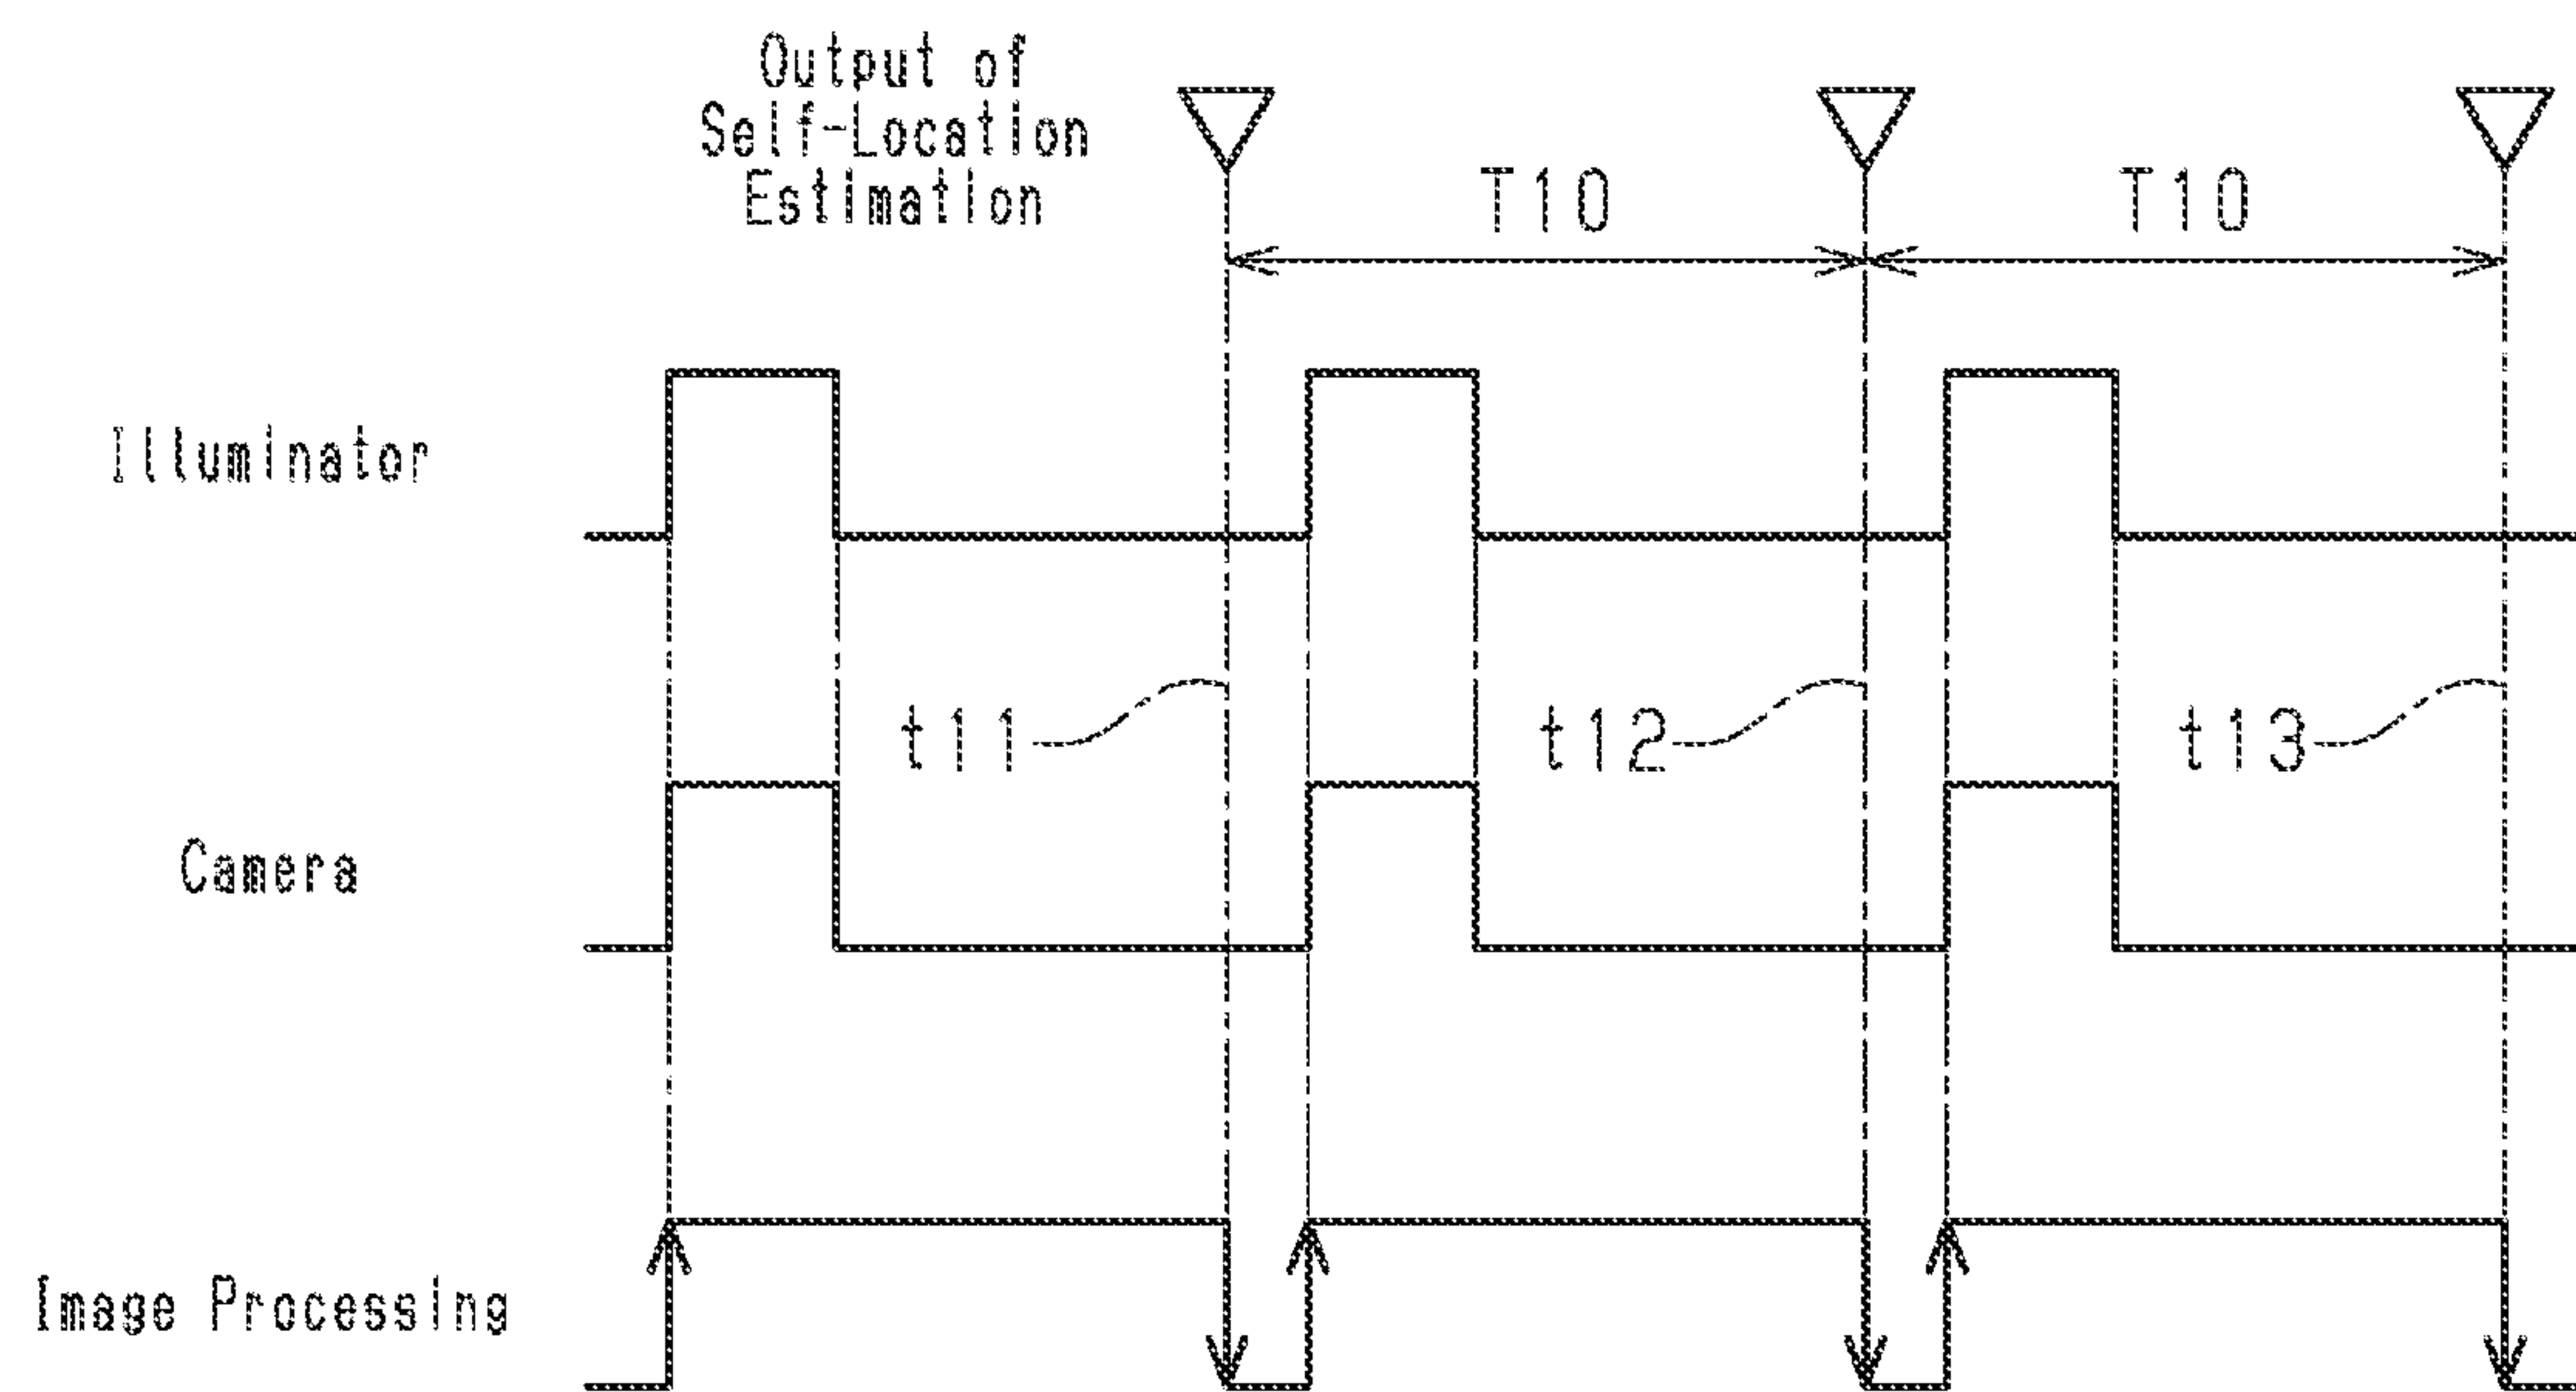 Output of
Self-Location
Estimation
T10
T10
Illuminator
t11
t12
t13
Camera
Image Processing